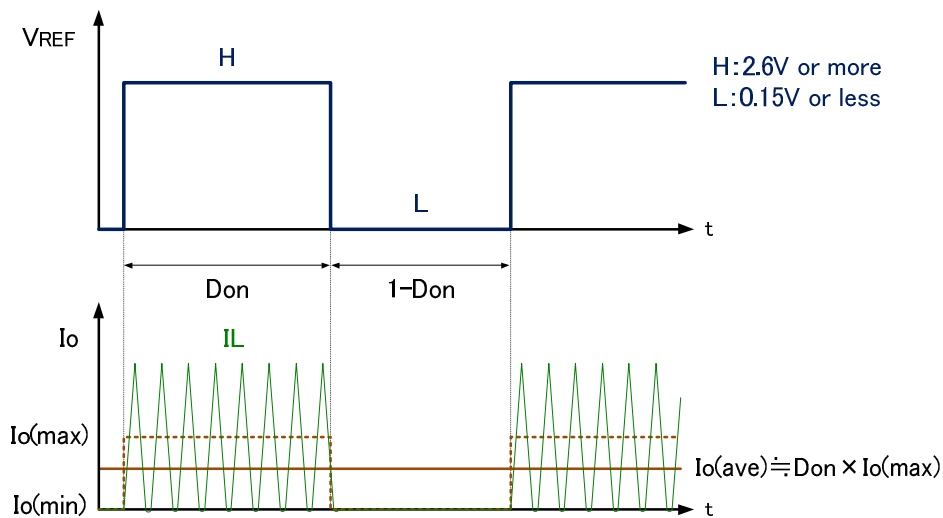 VREF
H
H:2.6V or more
L:0.15V or less
L
t
Don
1-Don
Io
IL
Io(max)
Io(ave)≒Don×Io(max)
Io(min)
t